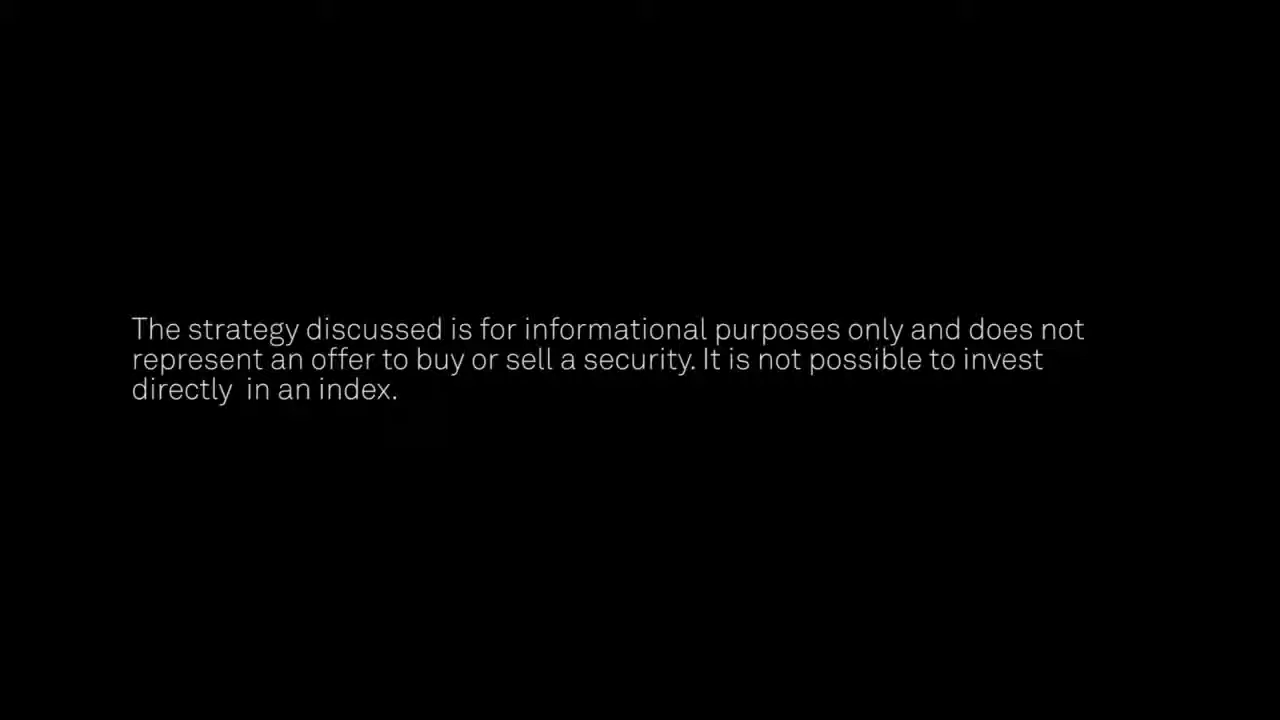 The strategy discussed is for informational purposes only and does not
represent an offer to buy or sell a security. It is not possible to invest
directly  in an index.